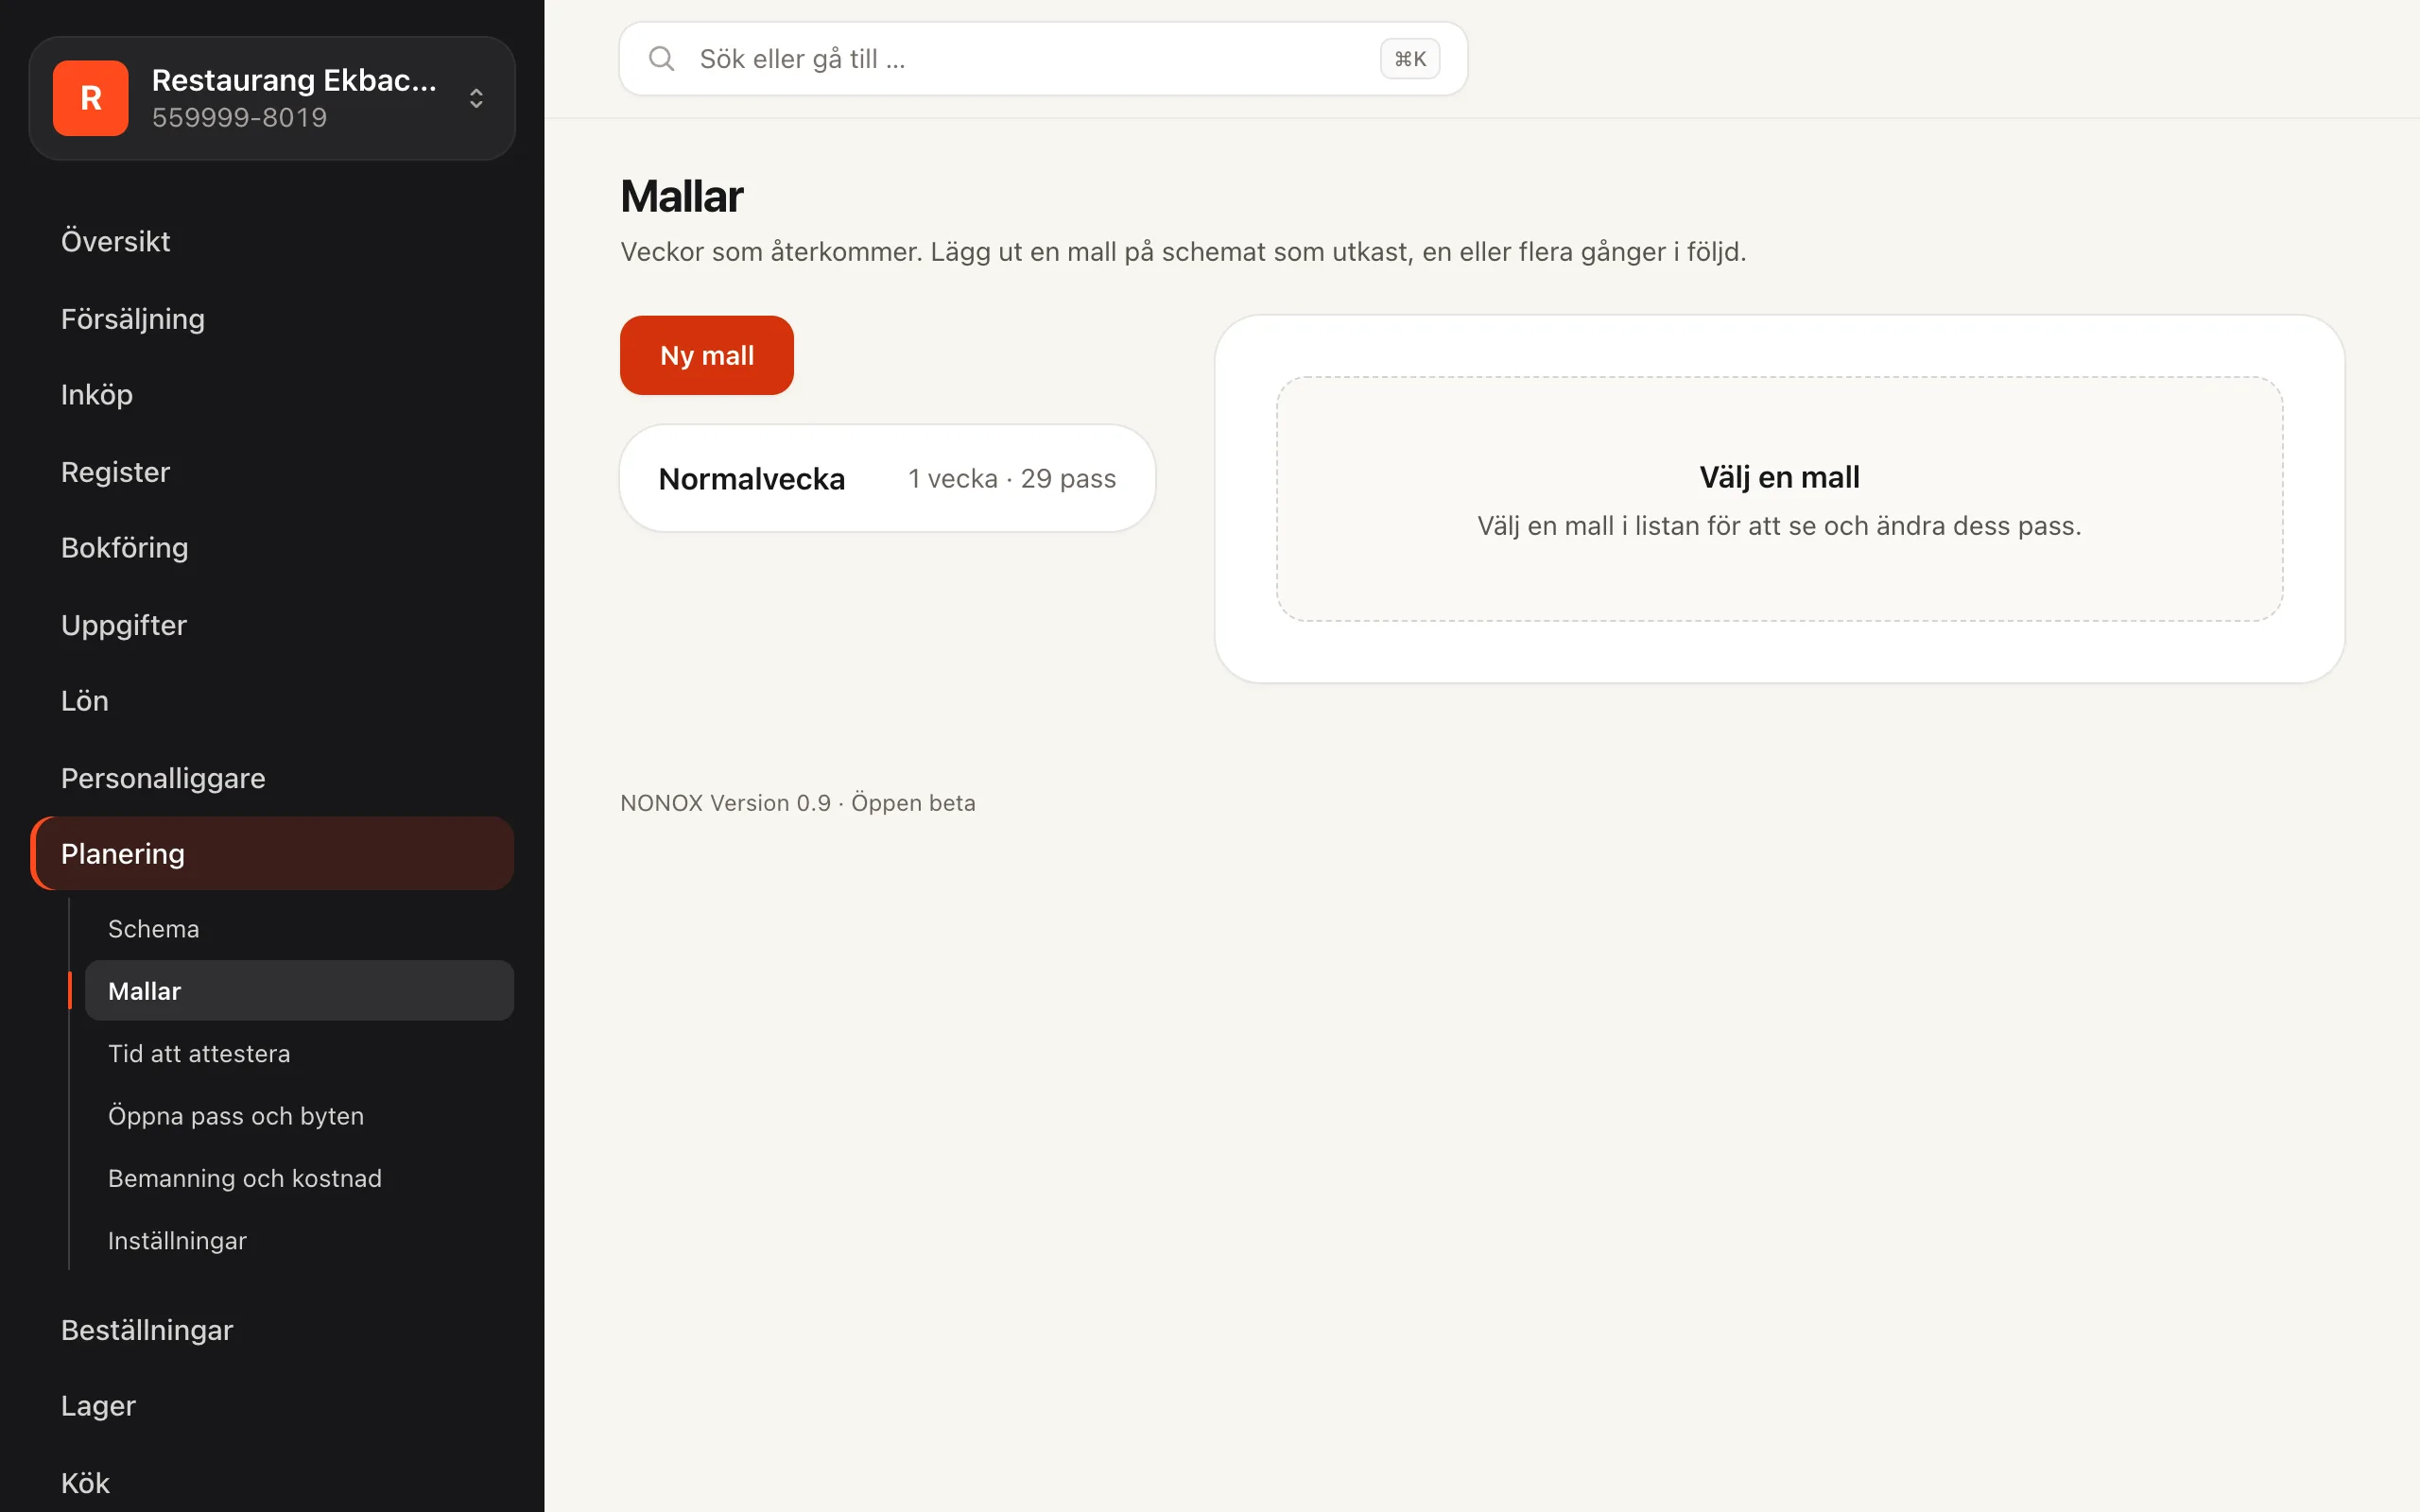 R
Restaurang Ekbac...
559999-8019
Översikt
Försäljning
Inköp
Register
Bokföring
Uppgifter
Lön
Personalliggare
Planering
Schema
Mallar
Tid att attestera
Öppna pass och byten
Bemanning och kostnad
Inställningar
Beställningar
Lager
Kök
Sök eller gå till ...
⌘K
Mallar
Veckor som återkommer. Lägg ut en mall på schemat som utkast, en eller flera gånger i följd.
Ny mall
Normalvecka 1 vecka · 29 pass
Välj en mall
Välj en mall i listan för att se och ändra dess pass.
NONOX Version 0.9 · Öppen beta